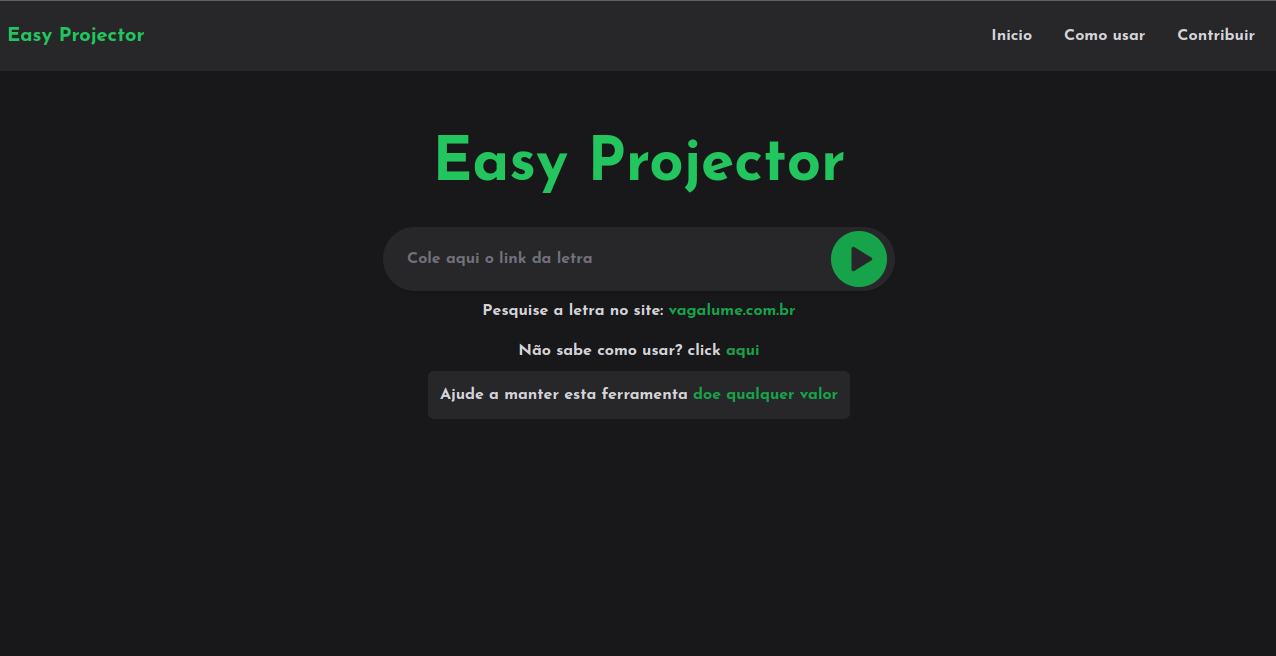 Easy Projector
Inicio
Como usar
Contribuir
Easy Projector
Cole aqui o link da letra
Pesquise a letra no site: vagalume.com.br
Não sabe como usar? click aqui
Ajude a manter esta ferramenta doe qualquer valor